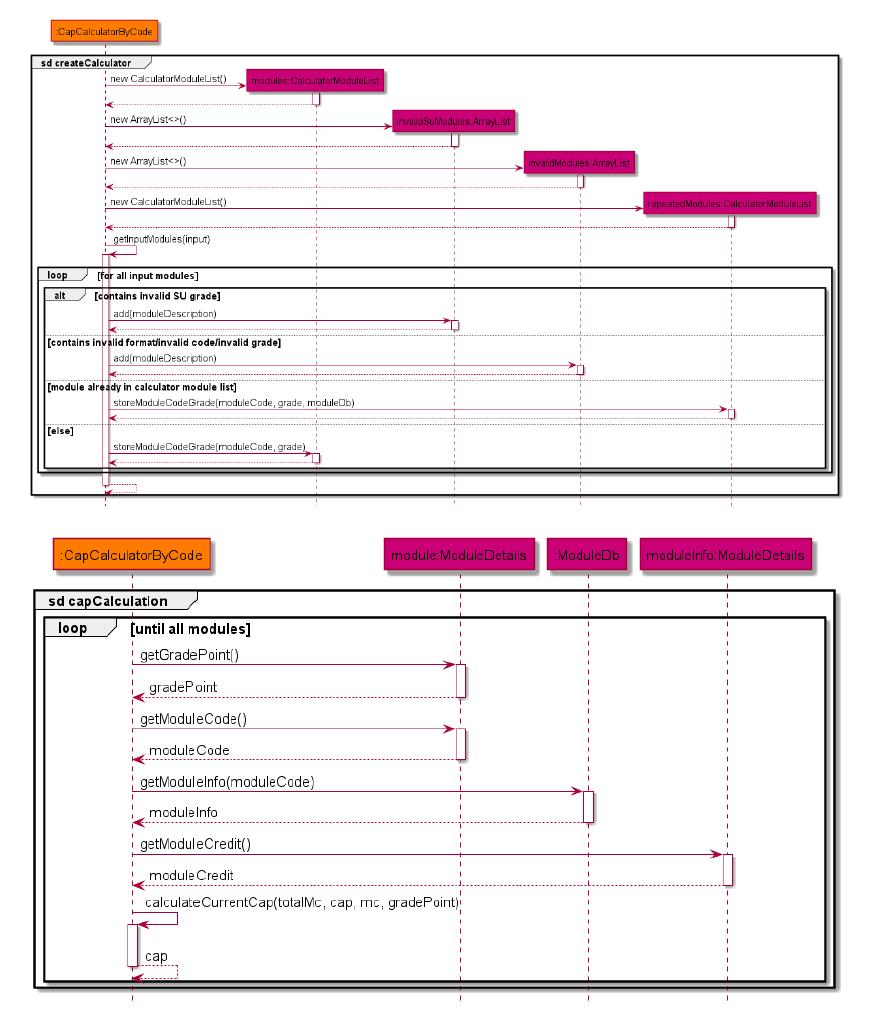 :CapCalculatorByCode
sd createCalculator
new CalculatorModuleList()
modules:CalculatorModuleList
new ArrayList<>()
invalidSuModules:ArrayList
new ArrayList<>()
invalidModules:ArrayList
new CalculatorModuleList()
repeatedModules:CalculatorModuleList
getInputModules(input)
loop [for all input modules]
alt [contains invalid SU grade]
add(moduleDescription)
[contains invalid format/invalid code/invalid grade]
add(moduleDescription)
[module already in calculator module list]
storeModuleCodeGrade(moduleCode, grade, moduleDb)
[else]
storeModuleCodeGrade(moduleCode, grade)
:CapCalculatorByCode module:ModuleDetails :ModuleDb moduleInfo:ModuleDetails
sd capCalculation
loop [until all modules]
getGradePoint()
gradePoint
getModuleCode()
moduleCode
getModuleInfo(moduleCode)
moduleInfo
getModuleCredit()
moduleCredit
calculateCurrentCap(totalMc, cap, mc, gradePoint)
cap